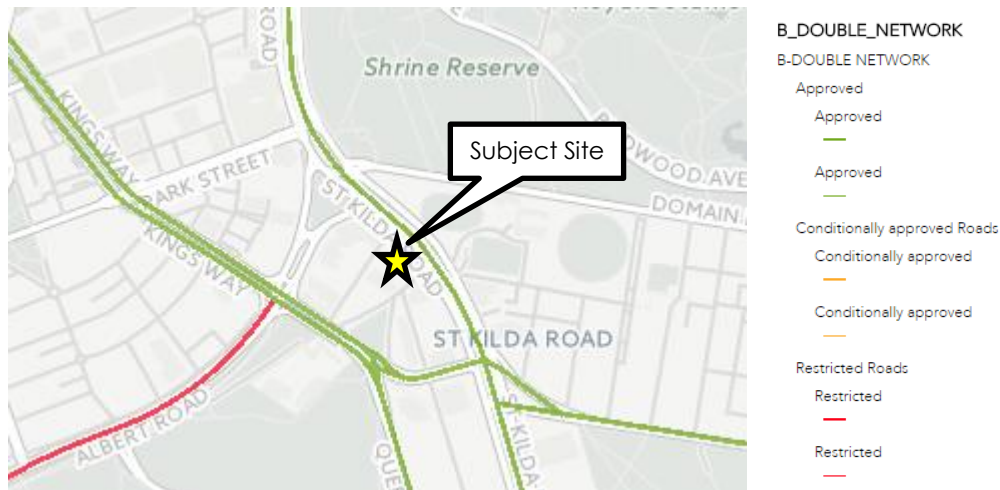 Shrine Reserve
ROAD
KINGS WAY
PARK STREET
KINGS WAY
Subject Site
WOOD AVE
DOMAIN
ST KILDA ROAD
ST KILDA ROAD
ALBERT ROAD
QUE
ST-KILDA
B_DOUBLE_NETWORK
B-DOUBLE NETWORK
Approved
Approved
Approved
Conditionally approved Roads
Conditionally approved
Conditionally approved
Restricted Roads
Restricted
Restricted